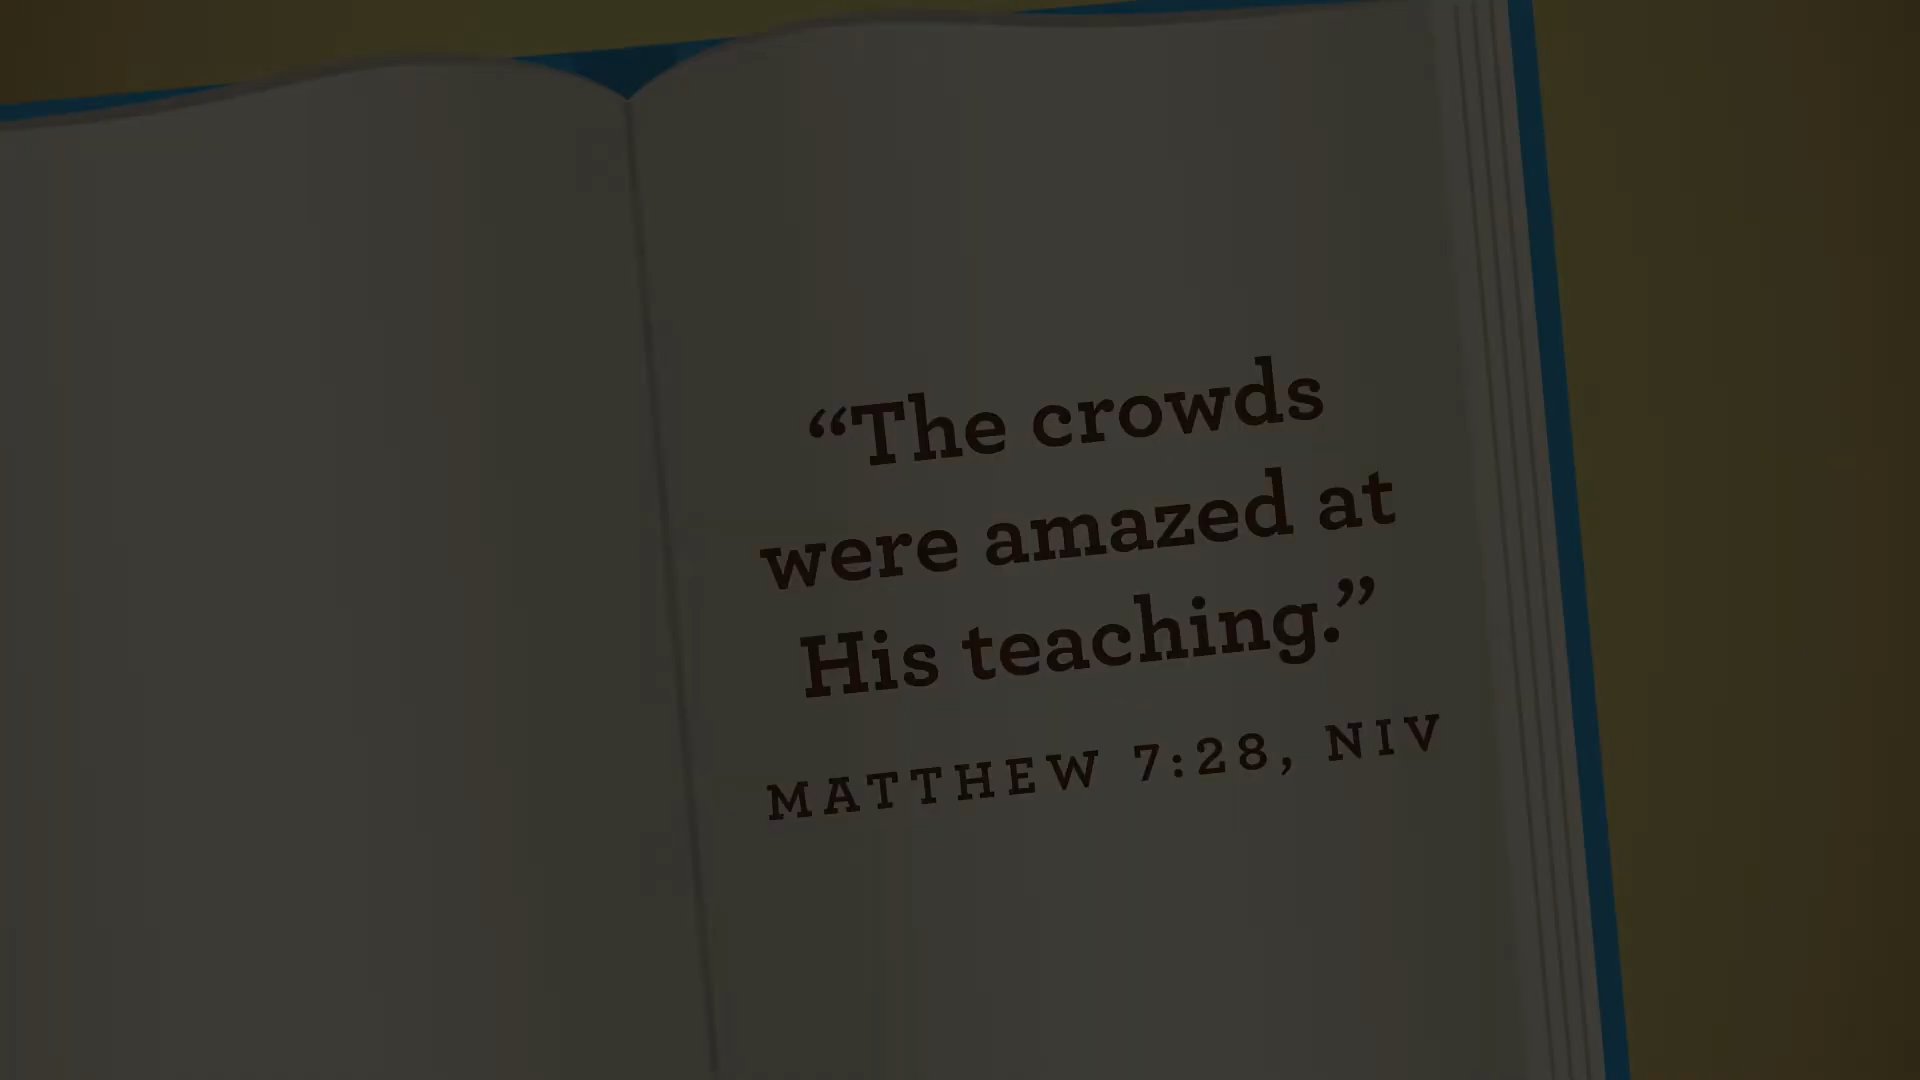 “The crowds
were amazed at
His teaching.”
MATTHEW 7:28, NIV